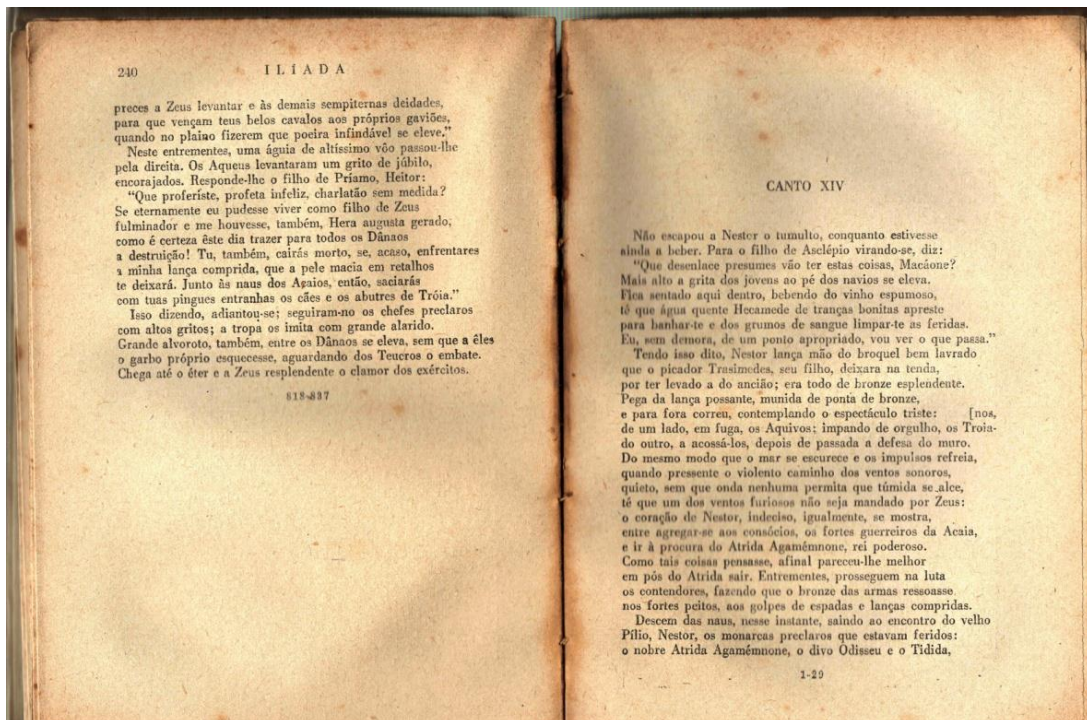 240 ILÍADA
preces a Zeus levantar e às demais sempiternas deidades,
para que vençam teus belos cavalos aos próprios gaviões,
quando no plaino fizerem que poeira infindável se eleve.”
Neste entrementes, uma águia de altíssimo vôo passou-lhe
pela direita. Os Aqueus levantaram um grito de júbilo,
encorajados. Responde-lhe o filho de Príamo, Heitor:
“Que proferíste, profeta infeliz, charlatão sem medida?
Se eternamente eu pudesse viver como filho de Zeus
fulminador e me houvesse, também, Hera augusta gerado,
como é certeza êste dia trazer para todos os Dânaos
a destruição! Tu, também, cairás morto, se, acaso, enfrentares
a minha lança comprida, que a pele macia em retalhos
te deixará. Junto às naus dos Acaios, então, saciarás
com tuas pingues entranhas os cães e os abutres de Tróia.”
Isso dizendo, adiantou-se; seguiram-no os chefes preclaros
com altos gritos; a tropa os imita com grande alarido.
Grande alvoroto, também, entre os Dânaos se eleva, sem que a êles
o garbo próprio esquecesse, aguardando dos Teucros o embate.
Chega até o éter e a Zeus resplendente o clamor dos exércitos.
818-837
CANTO XIV
Não escapou a Nestor o tumulto, conquanto estivesse
ainda a beber. Para o filho de Asclépio virando-se, diz:
“Que desenlace presumes vão ter estas coisas, Macáone?
Mais alto a grita dos jovens ao pé dos navios se eleva.
Fica sentado aqui dentro, bebendo do vinho espumoso,
té que água quente Hecamede de tranças bonitas apreste
para banhar-te e dos grumos de sangue limpar-te as feridas.
Eu, sem demora, de um ponto apropriado, vou ver o que passa.”
Tendo isso dito, Nestor lança mão do broquel bem lavrado
que o picador Trasimedes, seu filho, deixara na tenda,
por ter levado a do ancião; era todo de bronze esplendente.
Pega da lança possante, munida de ponta de bronze,
e para fora correu, contemplando o espectáculo triste: [nos,
de um lado, em fuga, os Aquivos; impando de orgulho, os Troia-
do outro, a acossá-los, depois de passada a defesa do muro.
Do mesmo modo que o mar se escurece e os impulsos refreia,
quando pressente o violento caminho dos ventos sonoros,
quieto, sem que onda nenhuma permita que túmida se alce,
té que um dos ventos furiosos não seja mandado por Zeus:
o coração de Nestor, indeciso, igualmente, se mostra,
entre agregar-se aos consócios, os fortes guerreiros da Acaia,
e ir à procura do Atrida Agamémnone, rei poderoso.
Como tais coisas pensasse, afinal pareceu-lhe melhor
em pós do Atrida sair. Entrementes, prosseguem na luta
os contendores, fazendo que o bronze das armas ressoasse
nos fortes peitos, aos golpes de espadas e lanças compridas.
Descem das naus, nesse instante, saindo ao encontro do velho
Pílio, Nestor, os monarcas preclaros que estavam feridos:
o nobre Atrida Agamémnone, o divo Odisseu e o Tidida,
1-29